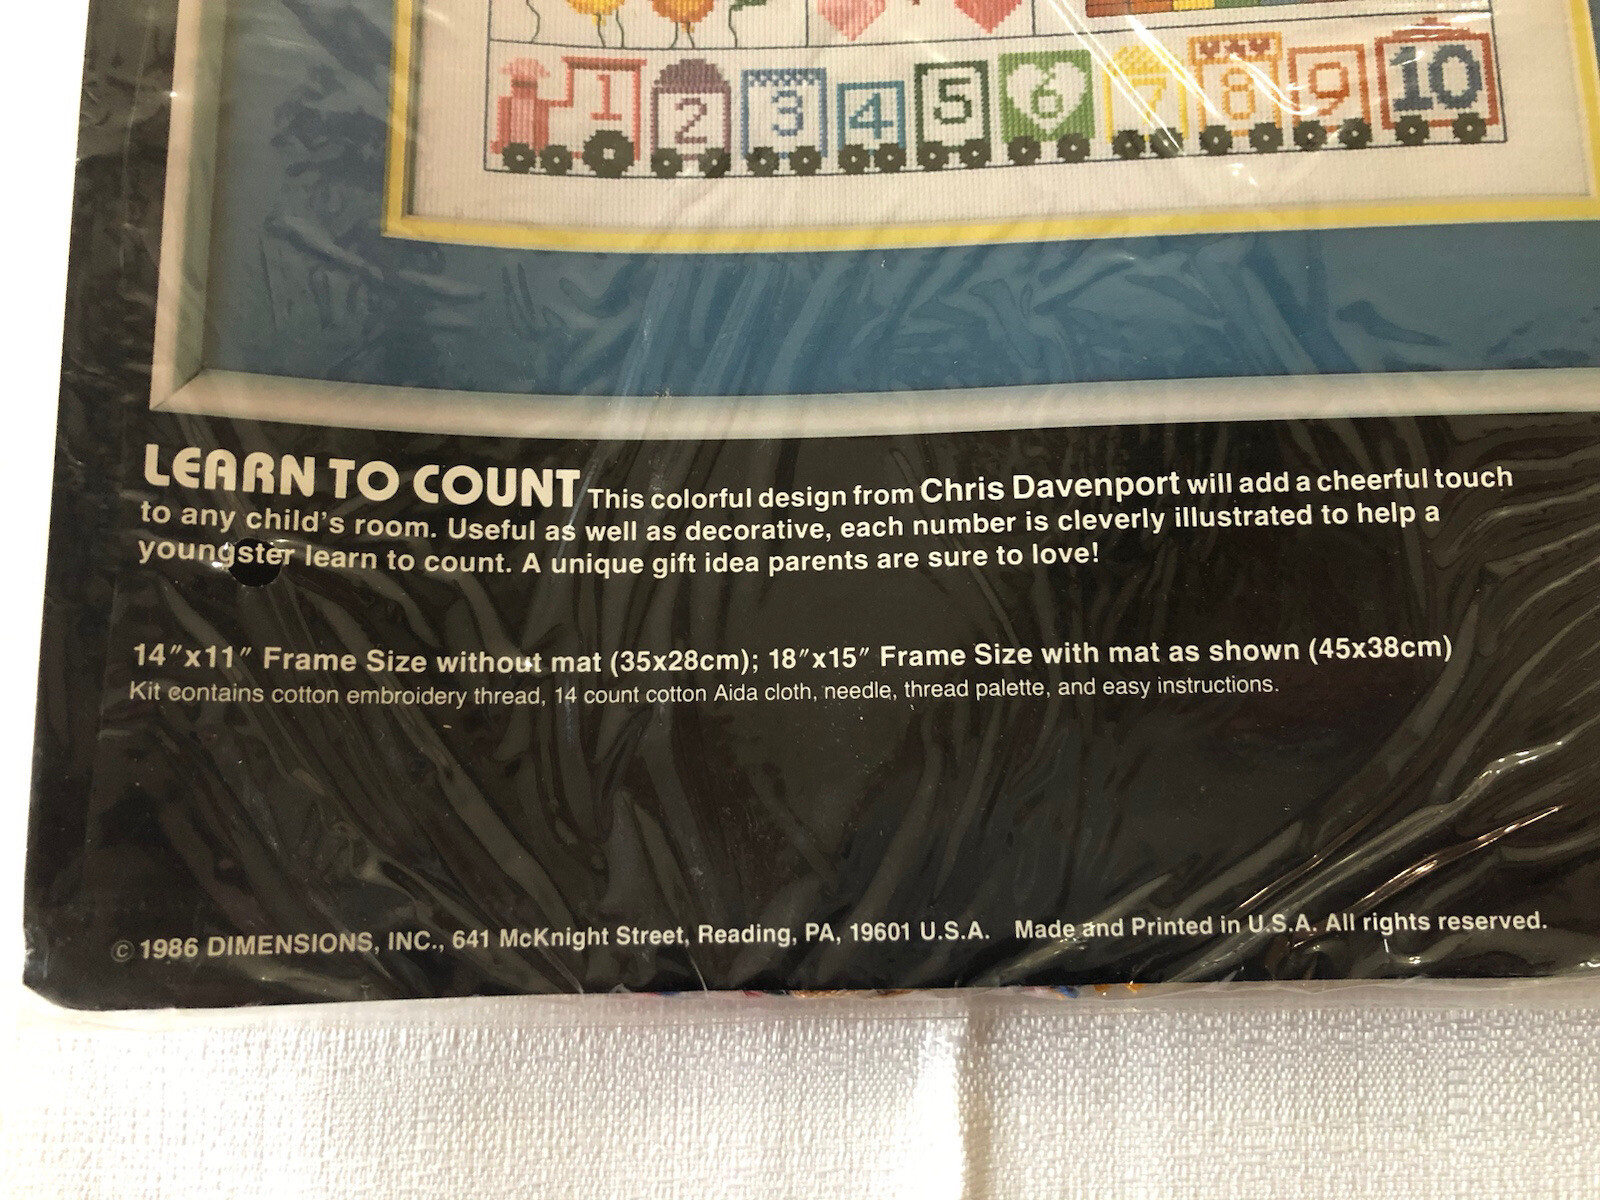 1 2 3 4 5 6 7 8 9 10
LEARN TO COUNT This colorful design from Chris Davenport will add a cheerful touch
to any child's room. Useful as well as decorative, each number is cleverly illustrated to help a
youngster learn to count. A unique gift idea parents are sure to love!
14"x11" Frame Size without mat (35x28cm); 18"x15" Frame Size with mat as shown (45x38cm)
Kit contains cotton embroidery thread, 14 count cotton Aida cloth, needle, thread palette, and easy instructions.
© 1986 DIMENSIONS, INC., 641 McKnight Street, Reading, PA, 19601 U.S.A. Made and Printed in U.S.A. All rights reserved.